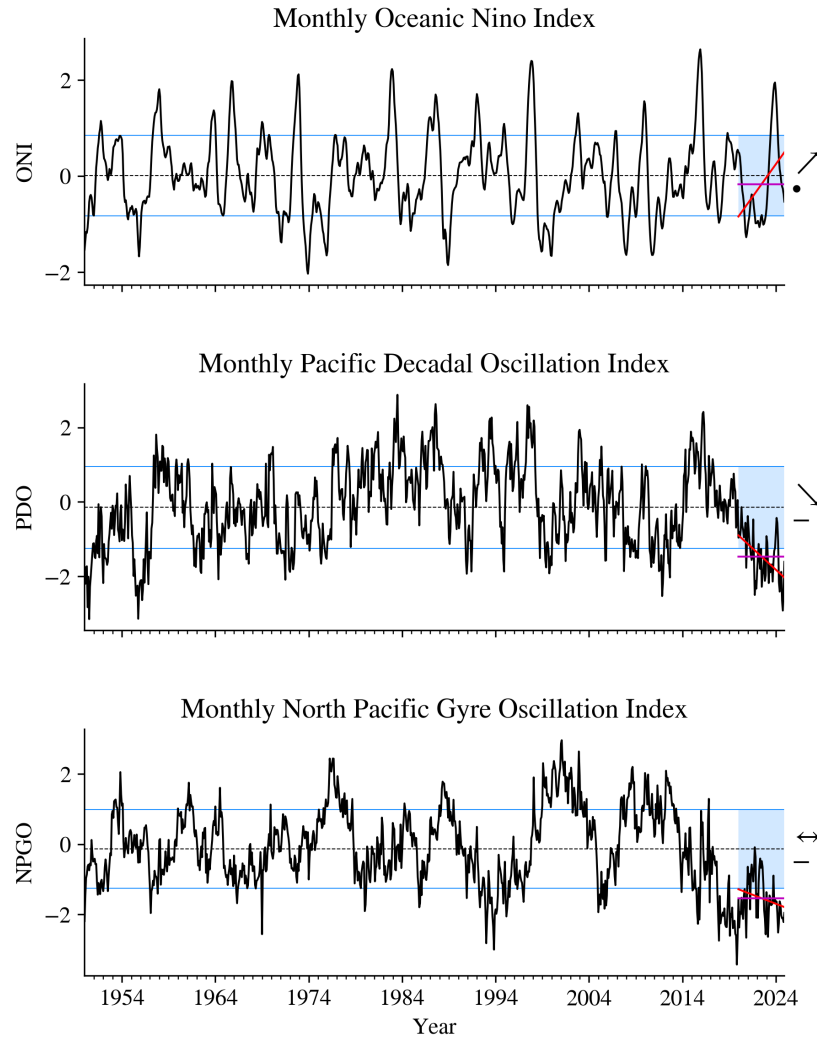 Monthly Oceanic Nino Index
2
0
−2
ONI
Monthly Pacific Decadal Oscillation Index
2
0
−2
PDO
Monthly North Pacific Gyre Oscillation Index
2
0
−2
NPGO
1954 1964 1974 1984 1994 2004 2014 2024
Year